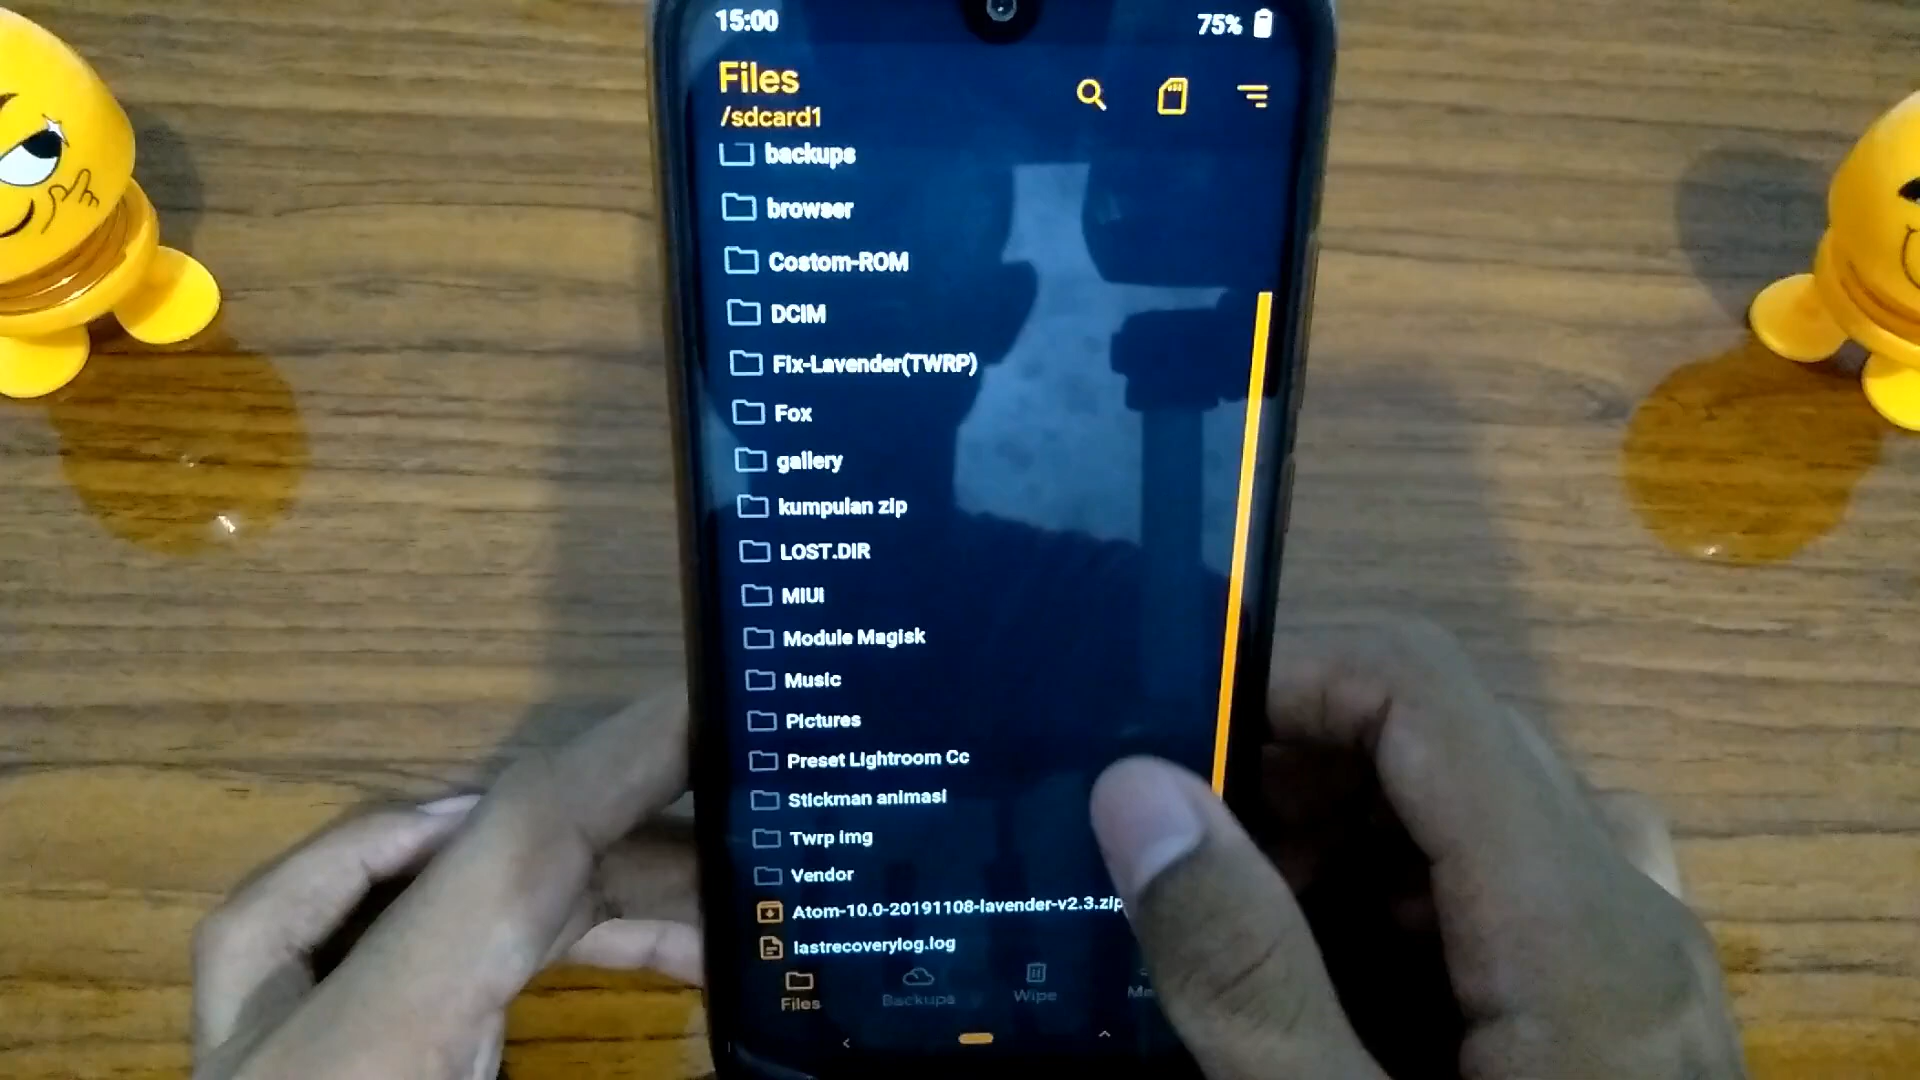 15:00
75%
Files
/sdcard1
backups
browser
Costom-ROM
DCIM
Fix-Lavender(TWRP)
Fox
gallery
kumpulan zip
LOST.DIR
MIUI
Module Magisk
Music
Pictures
Preset Lightroom Cc
Stickman animasi
Twrp img
Vendor
Atom-10.0-20191108-lavender-v2.3.zip
lastrecoverylog.log
Files
Backups
Wipe